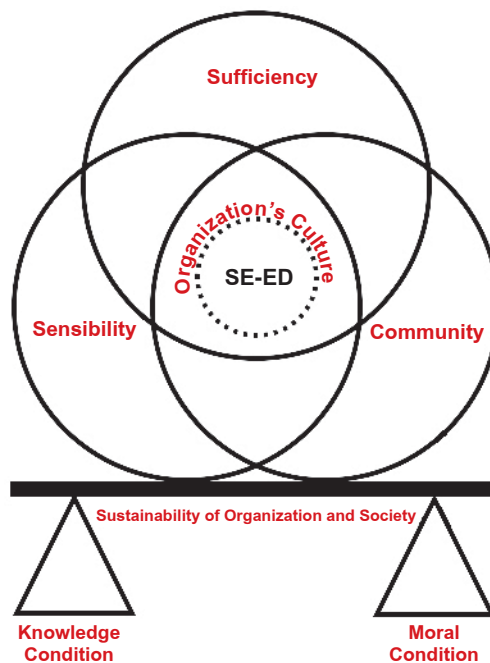 Sufficiency
Organization's Culture
SE-ED
Sensibility
Community
Sustainability of Organization and Society
Knowledge
Condition
Moral
Condition